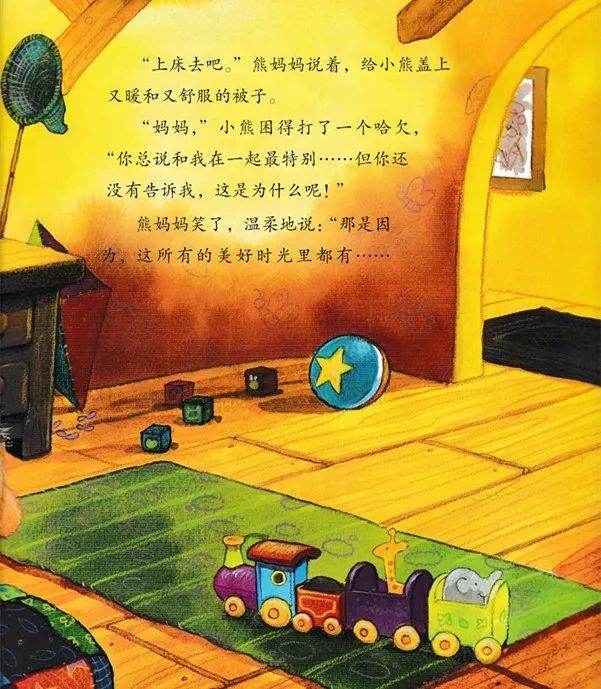 “上床去吧。”熊妈妈说着，给小熊盖上
又暖和又舒服的被子。
“妈妈，”小熊困得打了一个哈欠，
“你总说和我在一起最特别……但你还
没有告诉我，这是为什么呢！”
熊妈妈笑了，温柔地说：“那是因
为，这所有的美好时光里都有……